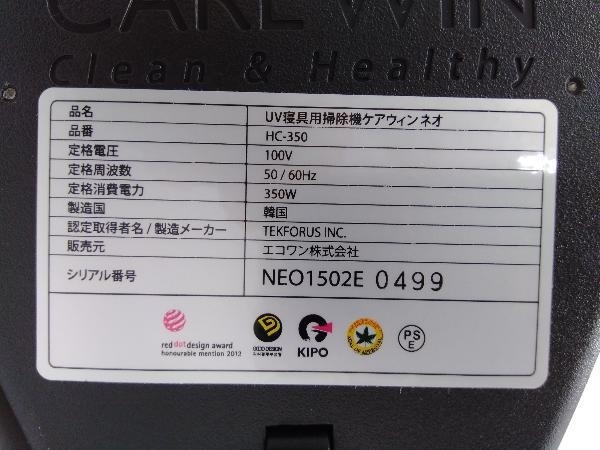 CARE WIN
Clean & Healthy
品名 UV寝具用掃除機ケアウィンネオ
品番 HC-350
定格電圧 100V
定格周波数 50 / 60Hz
定格消費電力 350W
製造国 韓国
認定取得者名 / 製造メーカー TEKFORUS INC.
販売元 エコワン株式会社
シリアル番号 NEO1502E 0499
red dot design award
honourable mention 2012
GOOD DESIGN
KIPO
PS
E